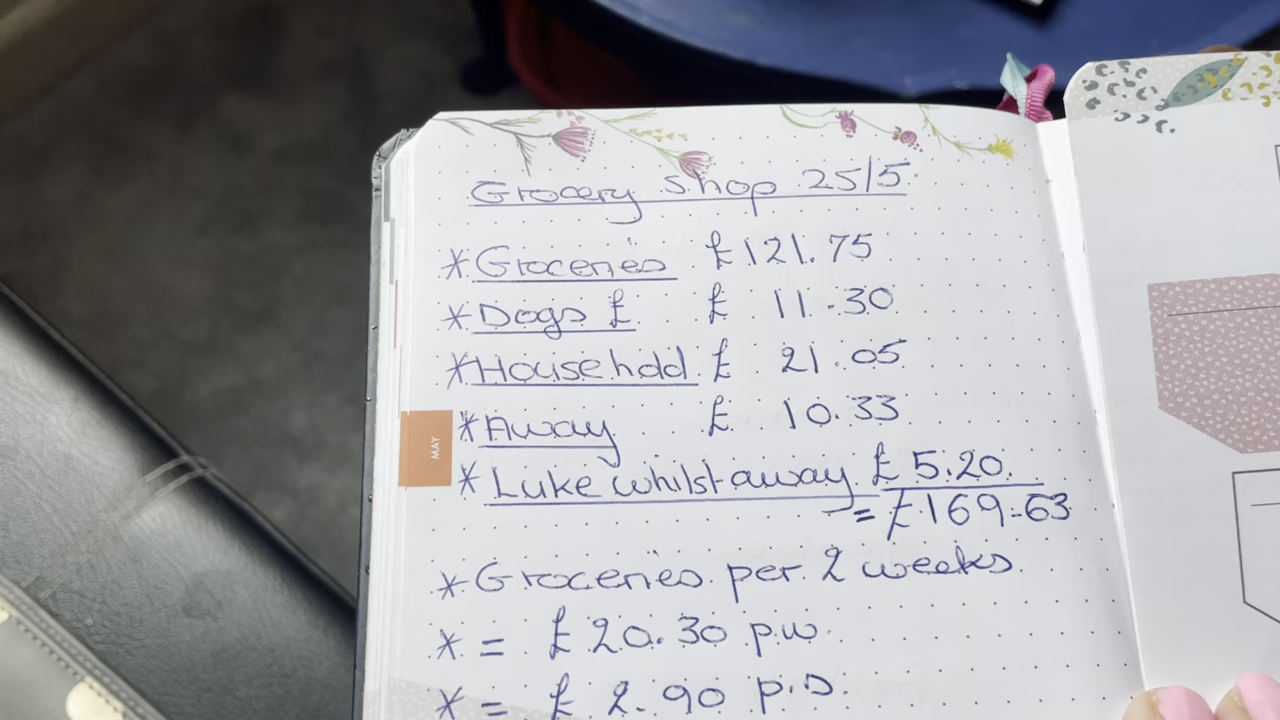 Grocery shop 25/5
*Groceries £121.75
*Dogs £ £ 11.30
*Household £ 21.05
*Away £ 10.33
*Luke whilst away £5.20
= £169-63
*Groceries per 2 weeks
* = £20.30 p.w.
* = £2.90 p.D.
MAY